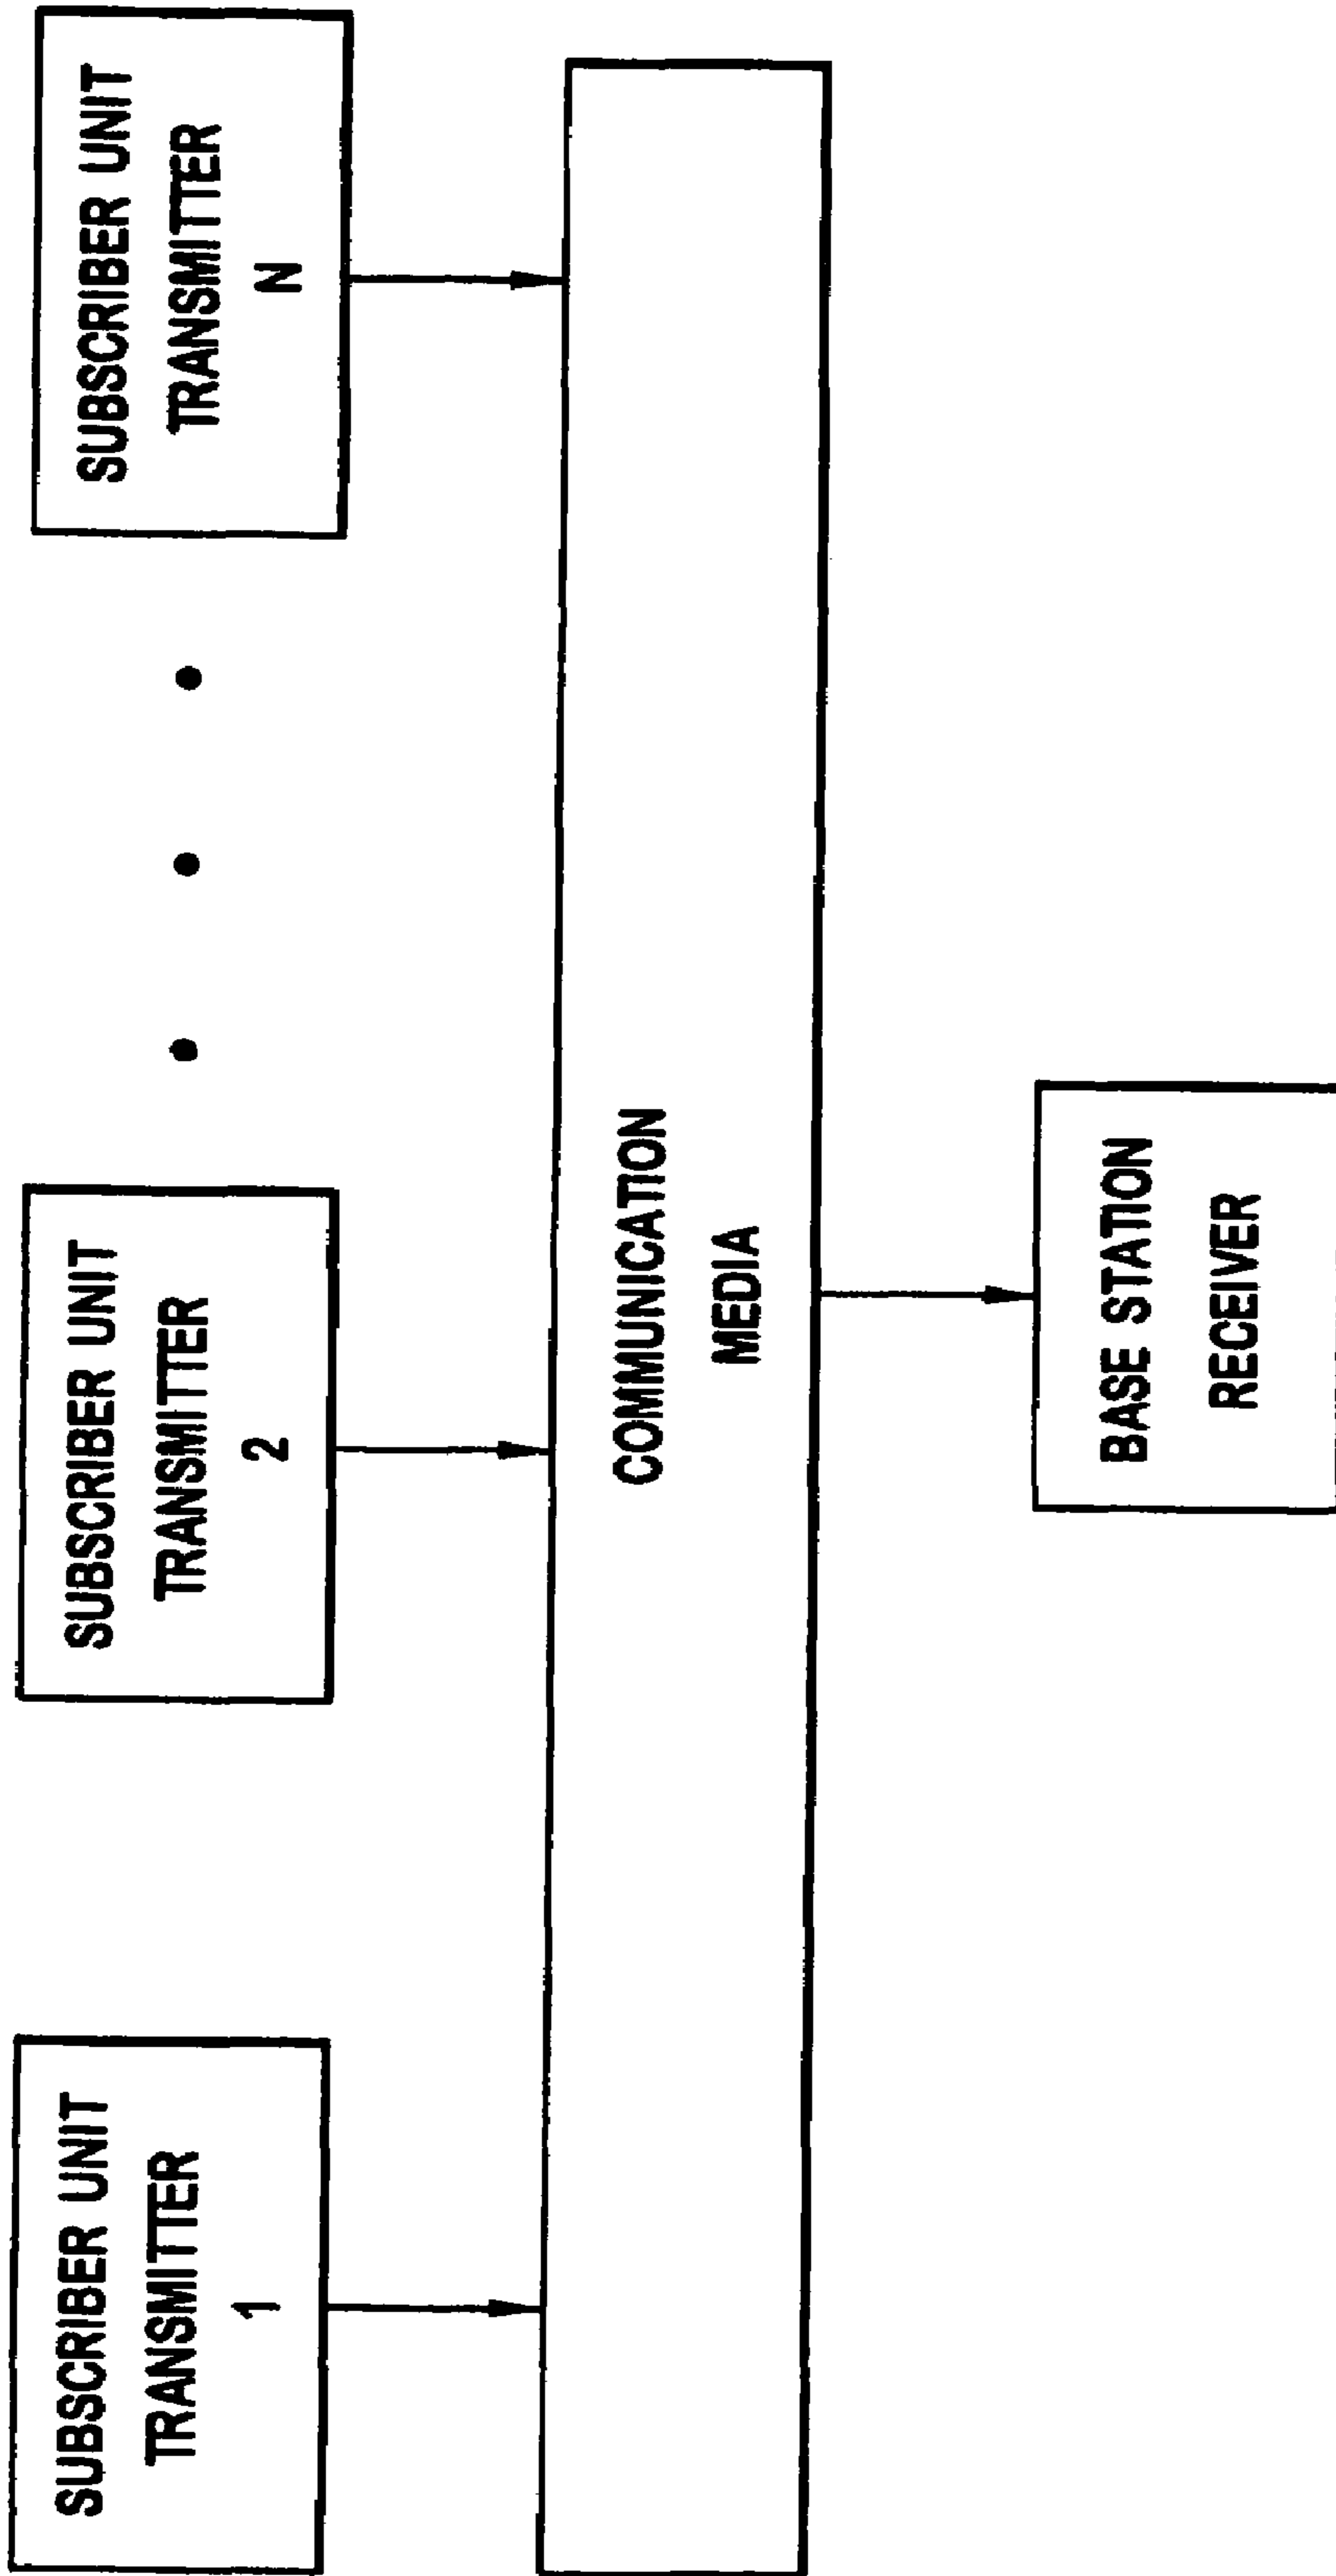 SUBSCRIBER UNIT
TRANSMITTER
1
SUBSCRIBER UNIT
TRANSMITTER
2
SUBSCRIBER UNIT
TRANSMITTER
N
COMMUNICATION
MEDIA
BASE STATION
RECEIVER